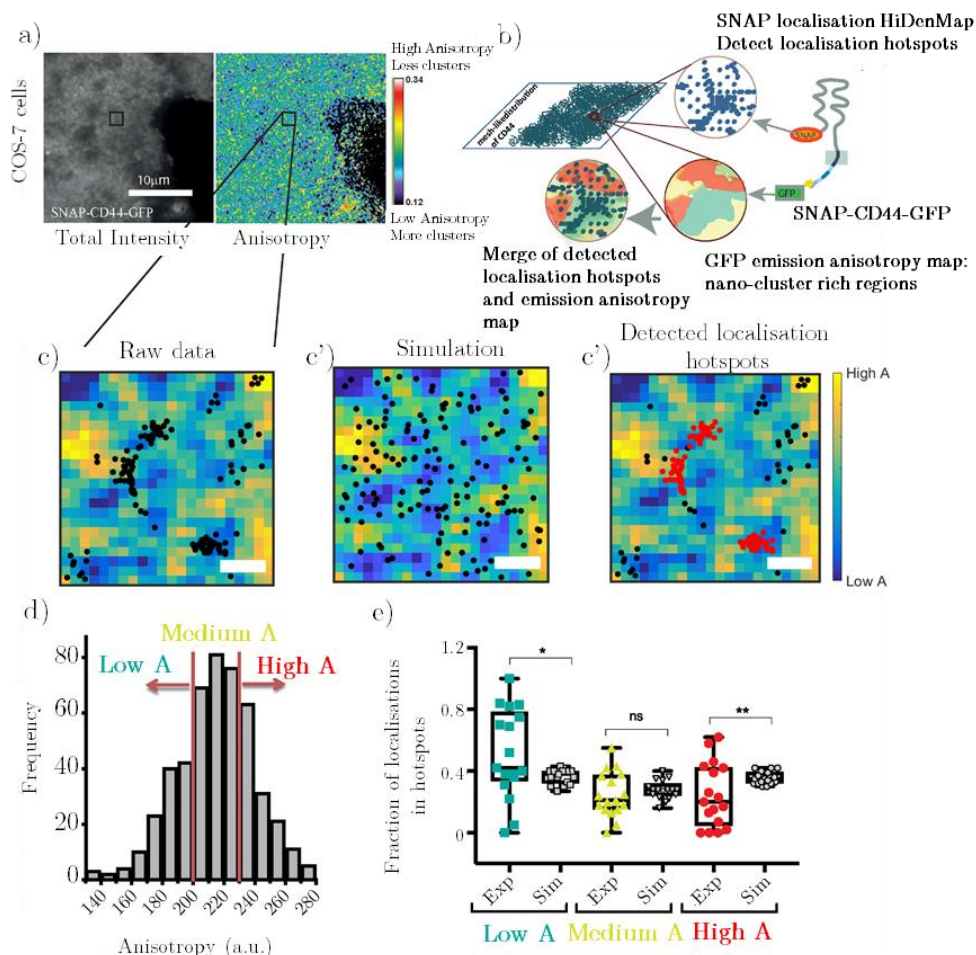 a)
COS-7 cells
10μm
SNAP-CD44-GFP
Total Intensity
Anisotropy
High Anisotropy
Less clusters
0.34
0.12
Low Anisotropy
More clusters
b)
SNAP localisation HiDenMap
Detect localisation hotspots
mesh-likedistribution
of CD44
SNAP
GFP
SNAP-CD44-GFP
Merge of detected
localisation hotspots
and emission anisotropy
map
GFP emission anisotropy map:
nano-cluster rich regions
c)
Raw data
c')
Simulation
c')
Detected localisation
hotspots
High A
Low A
d)
Medium A
Low A
High A
Frequency
80
60
40
20
0
140
160
180
200
220
240
260
280
Anisotropy (a.u.)
e)
Fraction of localisations
in hotspots
1.2
0.8
0.4
0
*
ns
**
Exp
Sim
Exp
Sim
Exp
Sim
Low A
Medium A
High A